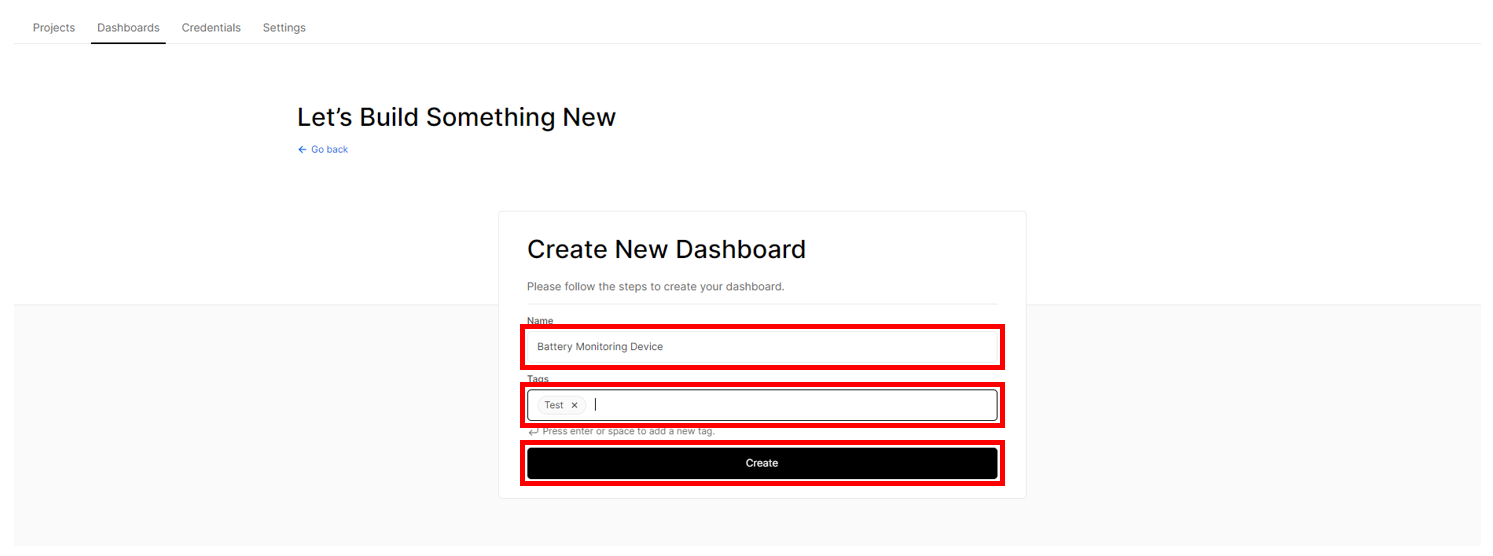 Projects Dashboards Credentials Settings
Let’s Build Something New
← Go back
Create New Dashboard
Please follow the steps to create your dashboard.
Name
Battery Monitoring Device
Tags
Test ×
Press enter or space to add a new tag.
Create